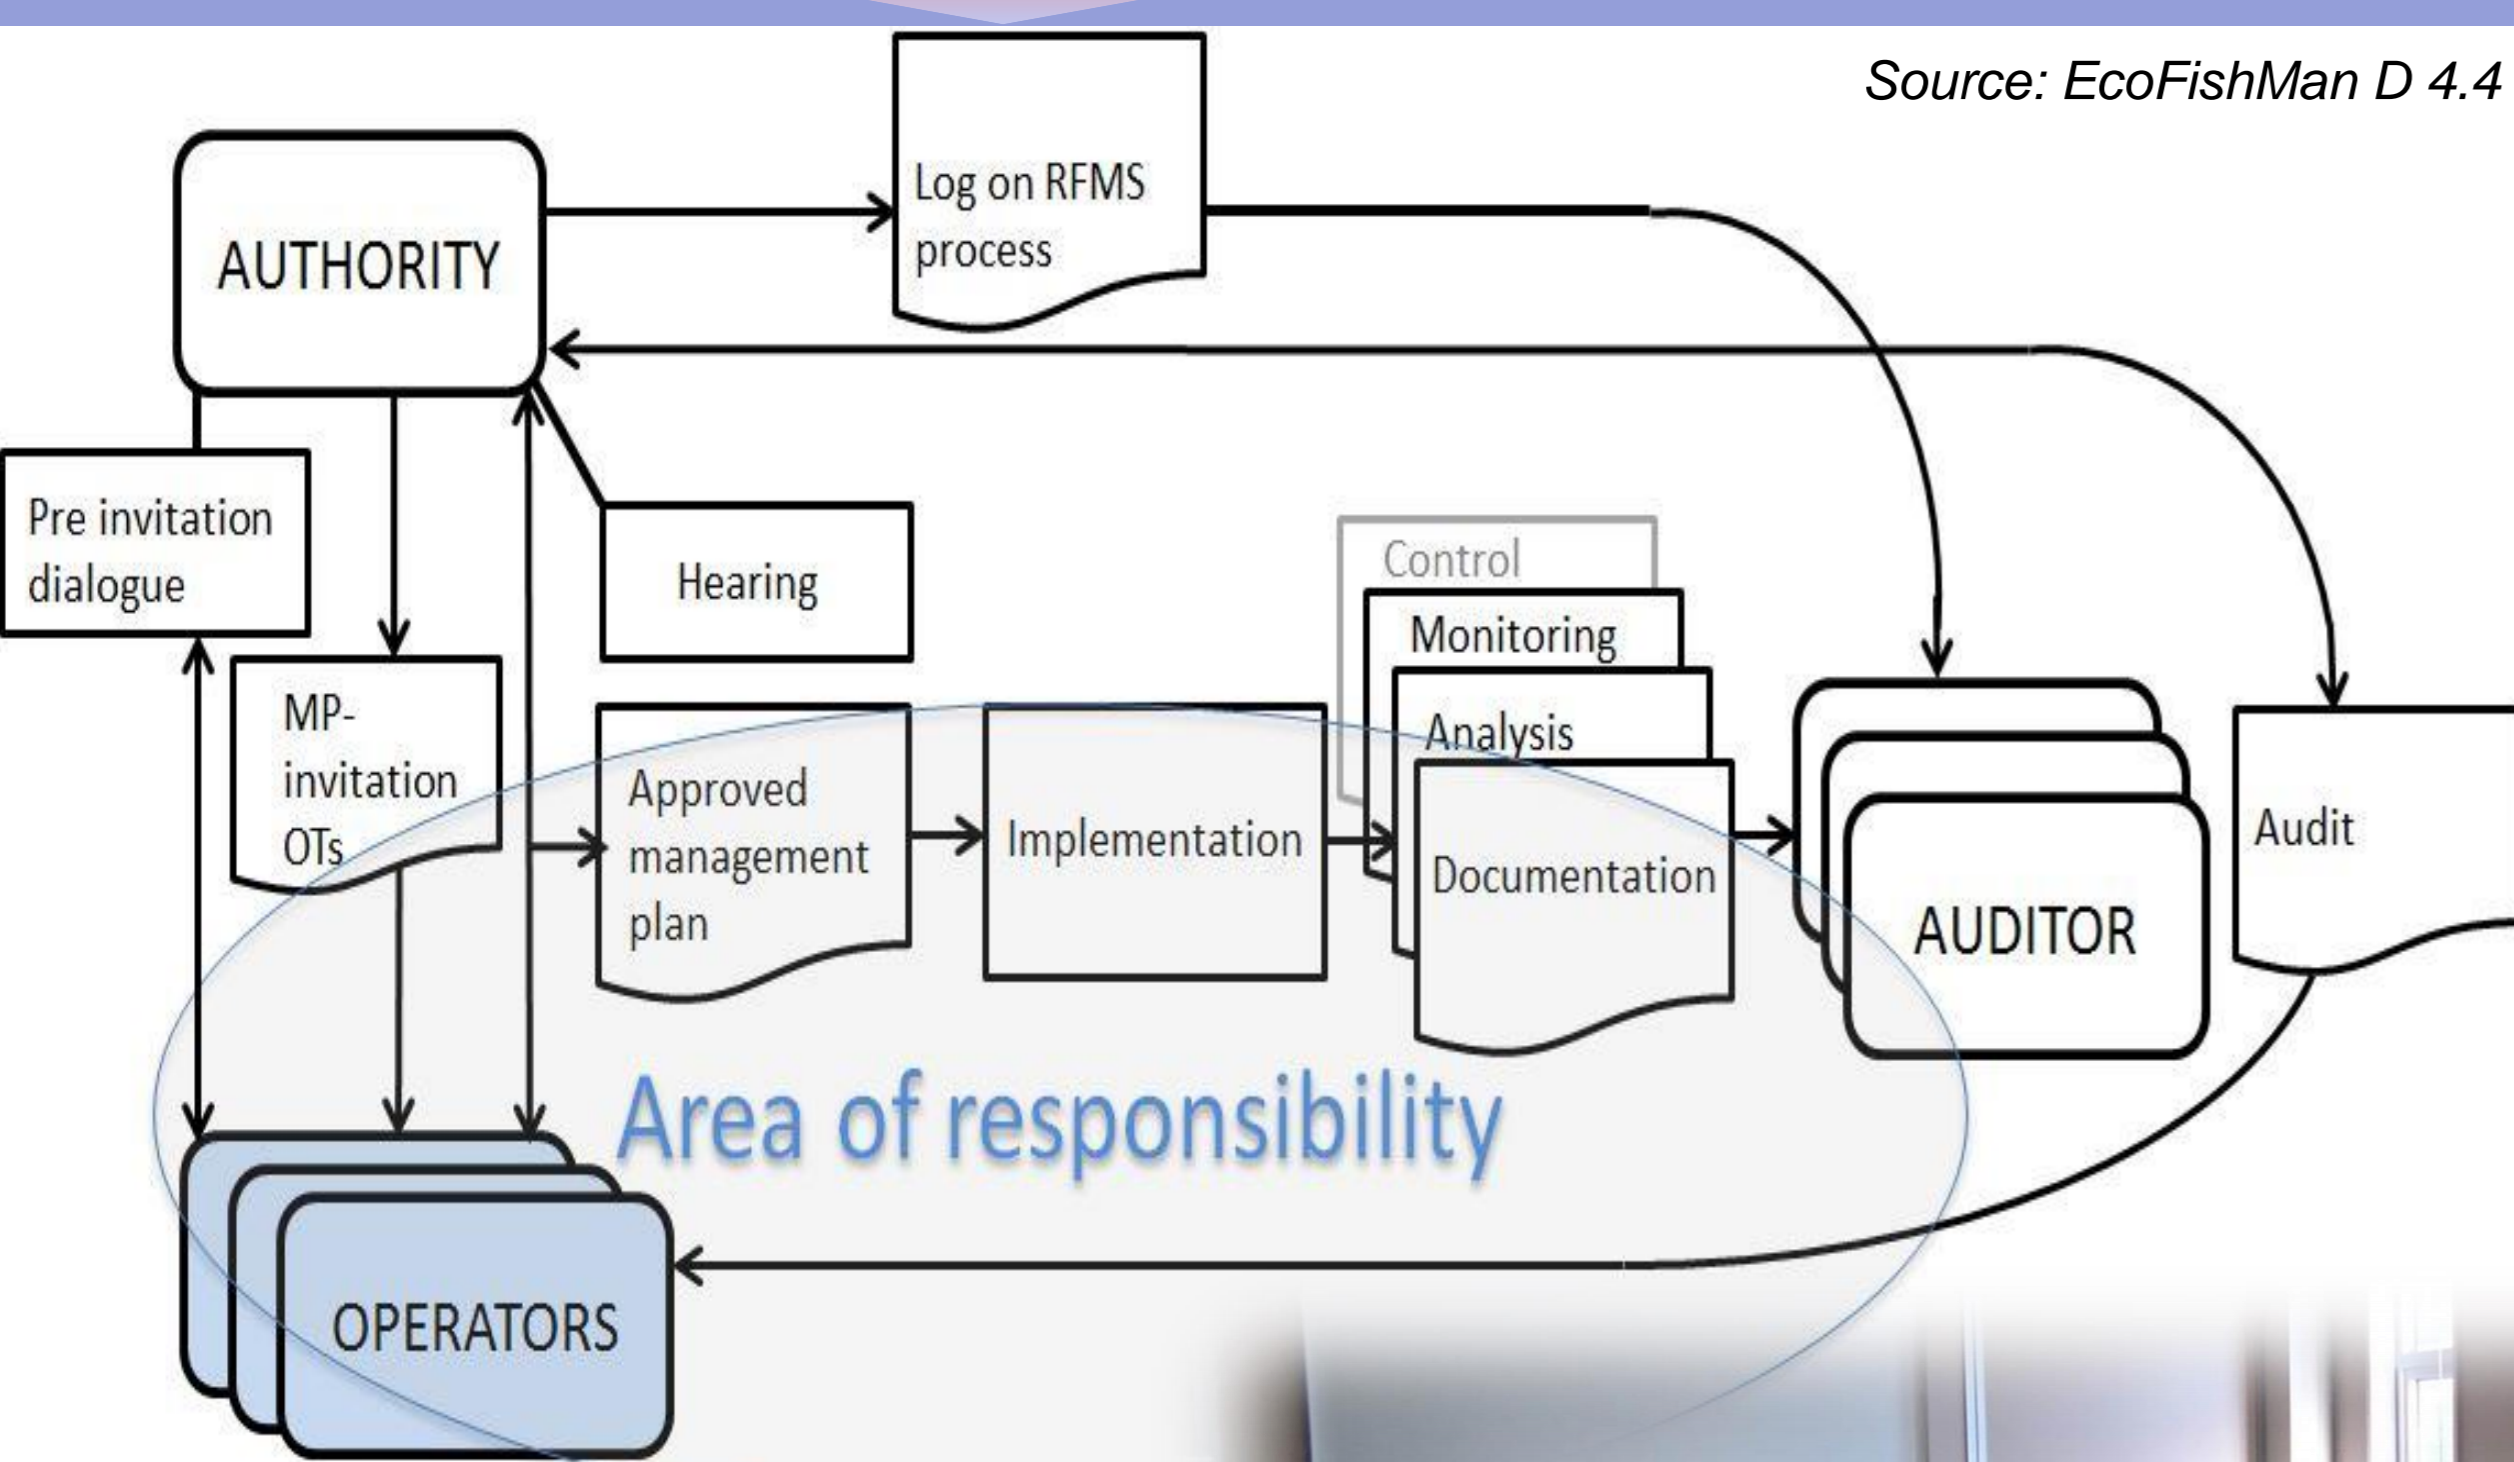 Source: EcoFishMan D 4.4
Log on RFMS
process
AUTHORITY
Pre invitation
dialogue
Hearing
Control
Monitoring
Analysis
Documentation
MP-
invitation
OTs
Approved
management
plan
Implementation
AUDITOR
Audit
Area of responsibility
OPERATORS